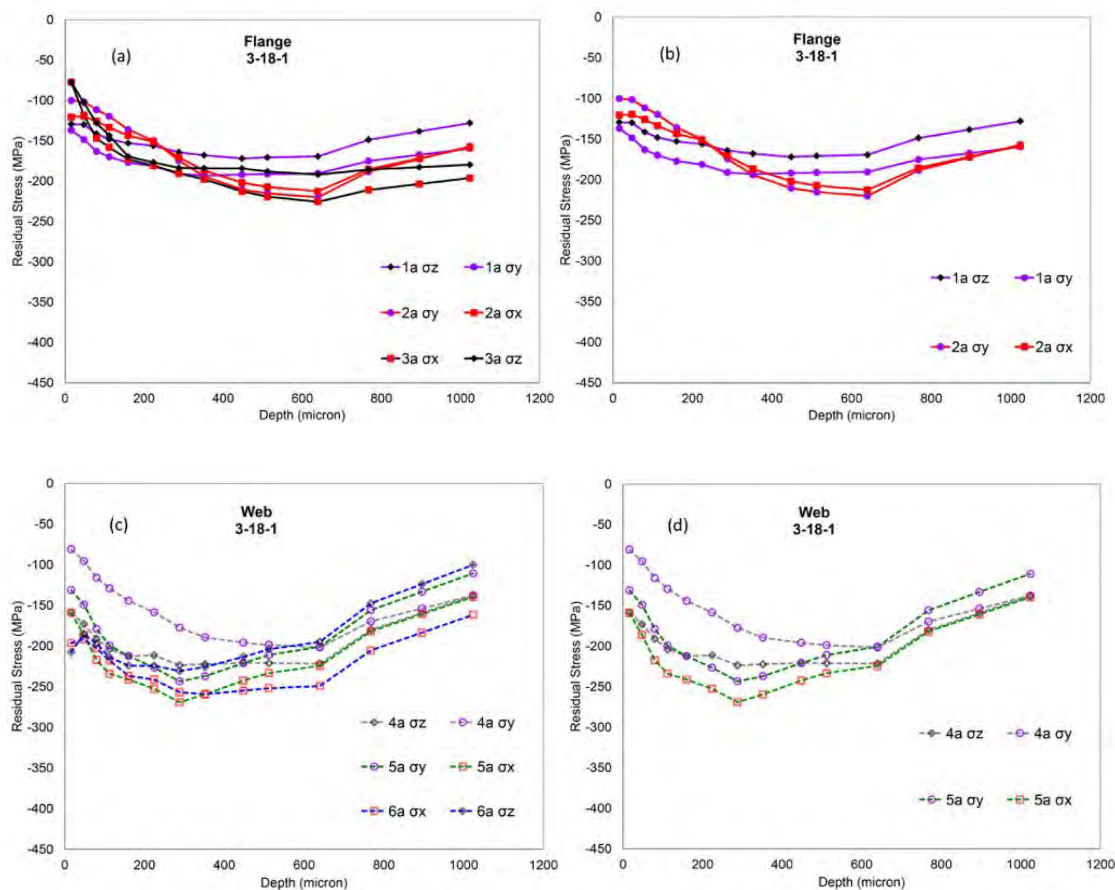 (a)
Flange
3-18-1
0
-50
-100
-150
-200
-250
-300
-350
-400
-450
Residual Stress (MPa)
0 200 400 600 800 1000 1200
Depth (micron)
1a σz 1a σy
2a σy 2a σx
3a σx 3a σz
(b)
Flange
3-18-1
0
-50
-100
-150
-200
-250
-300
-350
-400
-450
Residual Stress (MPa)
0 200 400 600 800 1000 1200
Depth (micron)
1a σz 1a σy
2a σy 2a σx
(c)
Web
3-18-1
0
-50
-100
-150
-200
-250
-300
-350
-400
-450
Residual Stress (MPa)
0 200 400 600 800 1000 1200
Depth (micron)
4a σz 4a σy
5a σy 5a σx
6a σx 6a σz
(d)
Web
3-18-1
0
-50
-100
-150
-200
-250
-300
-350
-400
-450
Residual Stress (MPa)
0 200 400 600 800 1000 1200
Depth (micron)
4a σz 4a σy
5a σy 5a σx